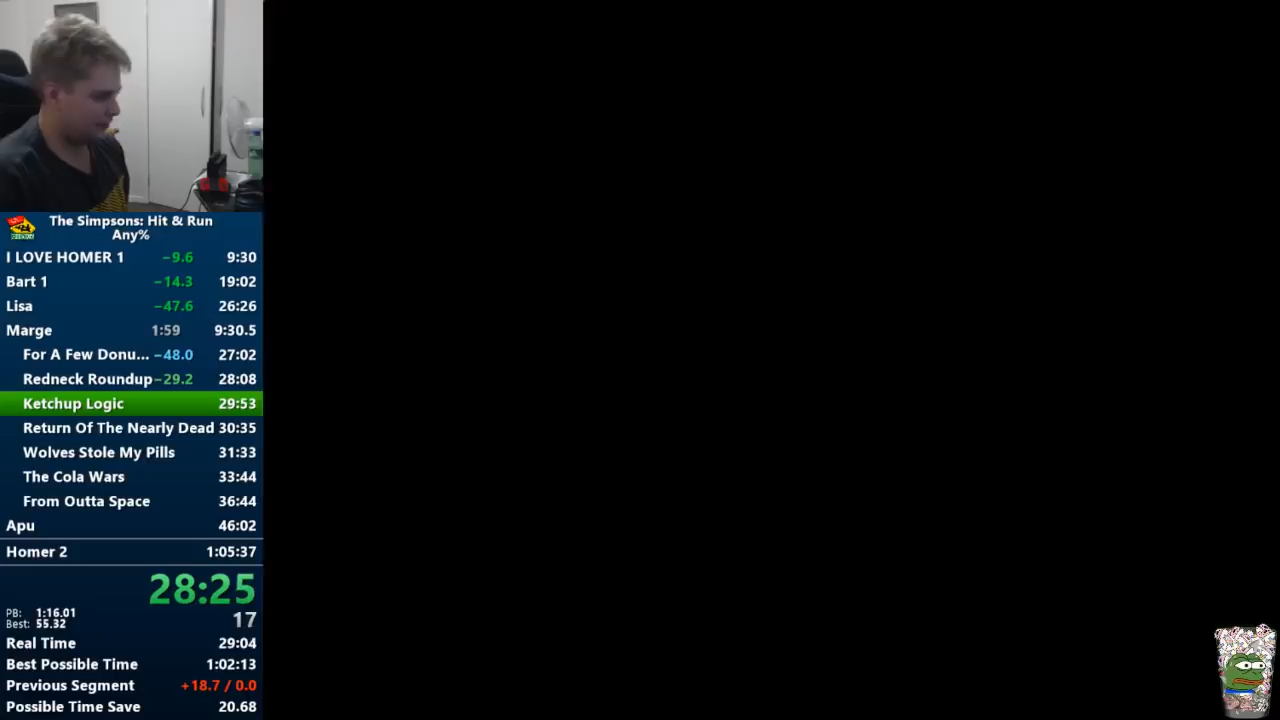 The Simpsons: Hit & Run
Any%
I LOVE HOMER 1 −9.6 9:30
Bart 1 −14.3 19:02
Lisa −47.6 26:26
Marge 1:59 9:30.5
For A Few Donu... −48.0 27:02
Redneck Roundup −29.2 28:08
Ketchup Logic 29:53
Return Of The Nearly Dead 30:35
Wolves Stole My Pills 31:33
The Cola Wars 33:44
From Outta Space 36:44
Apu 46:02
Homer 2 1:05:37
28:25
PB: 1:16.01
Best: 55.32 17
Real Time 29:04
Best Possible Time 1:02:13
Previous Segment +18.7 / 0.0
Possible Time Save 20.68